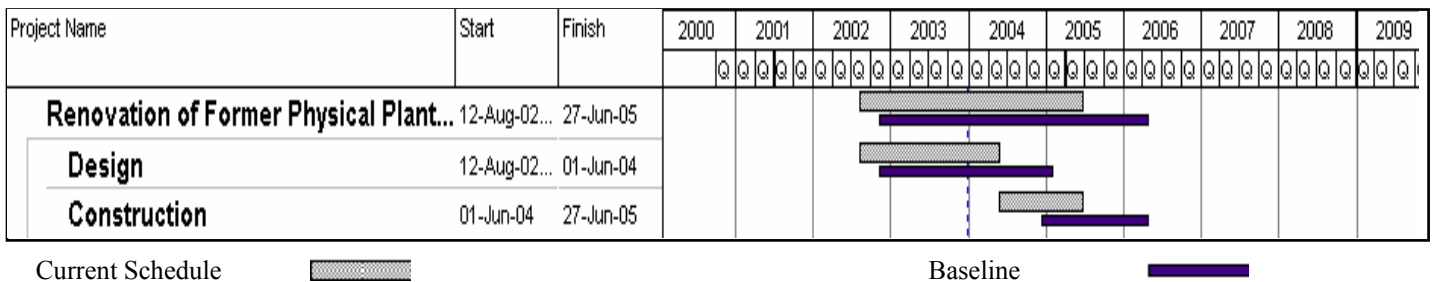 Project Name Start Finish 2000 2001 2002 2003 2004 2005 2006 2007 2008 2009
Q Q Q Q Q Q Q Q Q Q Q Q Q Q Q Q Q Q Q Q Q Q Q Q Q Q Q Q Q Q Q Q Q Q Q Q
Renovation of Former Physical Plant... 12-Aug-02... 27-Jun-05
Design 12-Aug-02... 01-Jun-04
Construction 01-Jun-04 27-Jun-05
Current Schedule Baseline